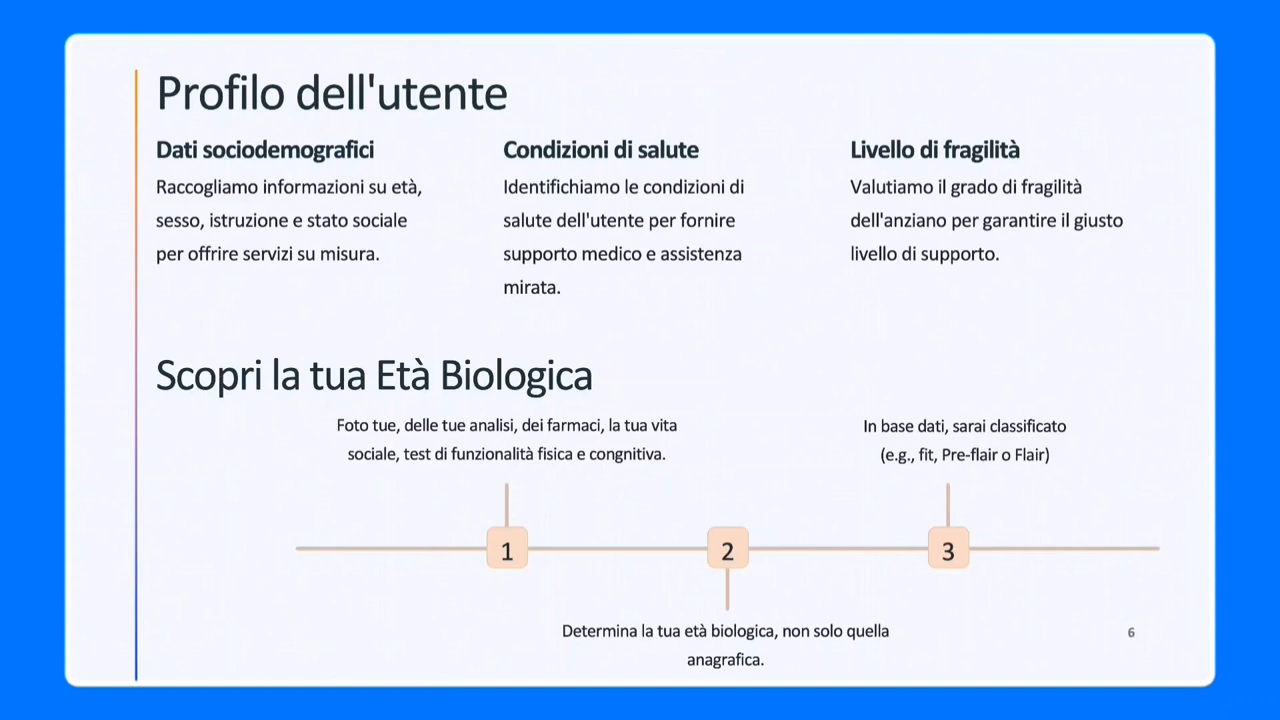 Profilo dell'utente
Dati sociodemografici
Raccogliamo informazioni su età,
sesso, istruzione e stato sociale
per offrire servizi su misura.
Condizioni di salute
Identifichiamo le condizioni di
salute dell'utente per fornire
supporto medico e assistenza
mirata.
Livello di fragilità
Valutiamo il grado di fragilità
dell'anziano per garantire il giusto
livello di supporto.
Scopri la tua Età Biologica
Foto tue, delle tue analisi, dei farmaci, la tua vita
sociale, test di funzionalità fisica e congnitiva.
In base dati, sarai classificato
(e.g., fit, Pre-flair o Flair)
1
2
3
Determina la tua età biologica, non solo quella
anagrafica.
6